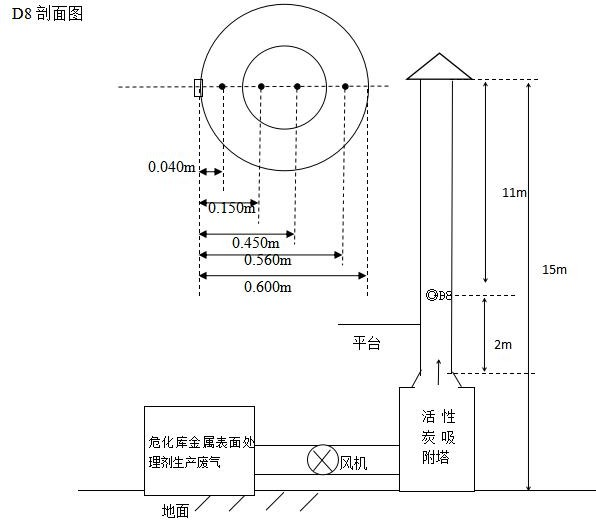 D8 剖面图
0.040m
0.150m
0.450m
0.560m
0.600m
11m
15m
D8
2m
平台
活 性
炭 吸
附塔
危化库金属表面处
理剂生产废气
风机
地面